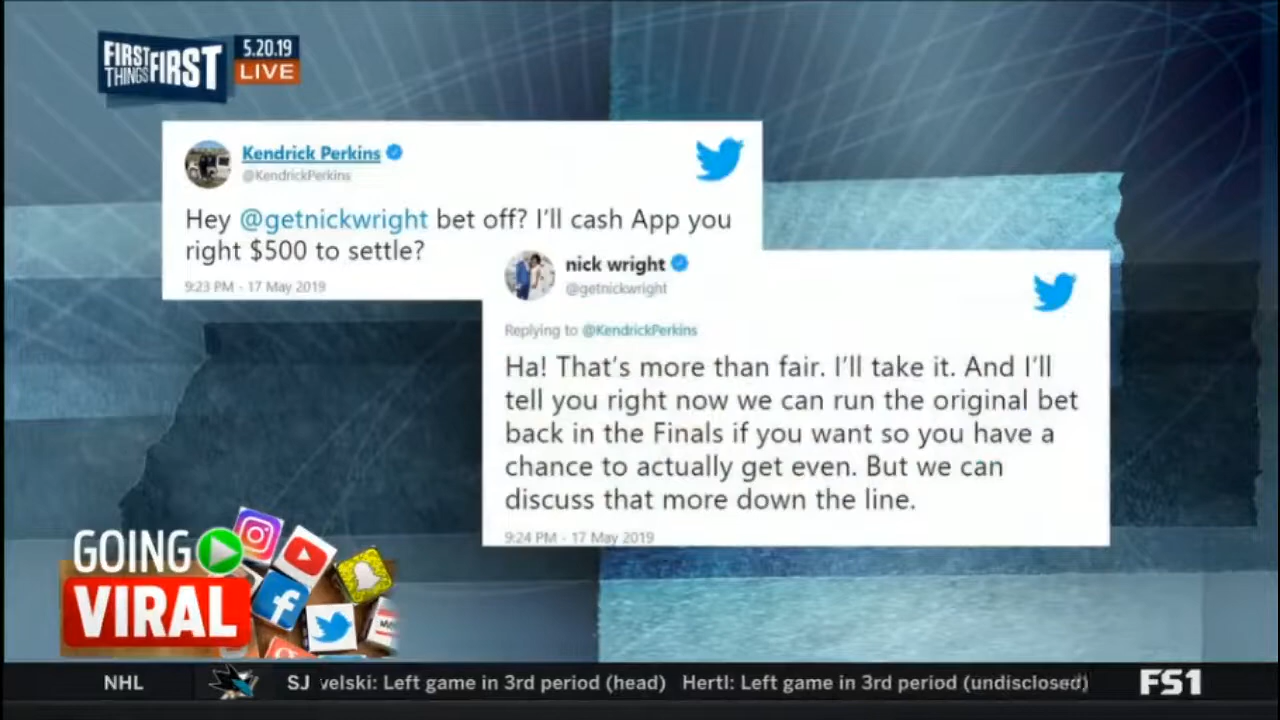 FIRST
THINGS FIRST
5.20.19
LIVE
Kendrick Perkins
@KendrickPerkins
Hey @getnickwright bet off? I'll cash App you
right $500 to settle?
9:23 PM - 17 May 2019
nick wright
@getnickwright
Replying to @KendrickPerkins
Ha! That's more than fair. I'll take it. And I'll
tell you right now we can run the original bet
back in the Finals if you want so you have a
chance to actually get even. But we can
discuss that more down the line.
9:24 PM - 17 May 2019
GOING
VIRAL
NHL SJ velski: Left game in 3rd period (head) Hertl: Left game in 3rd period (undisclosed) FS1